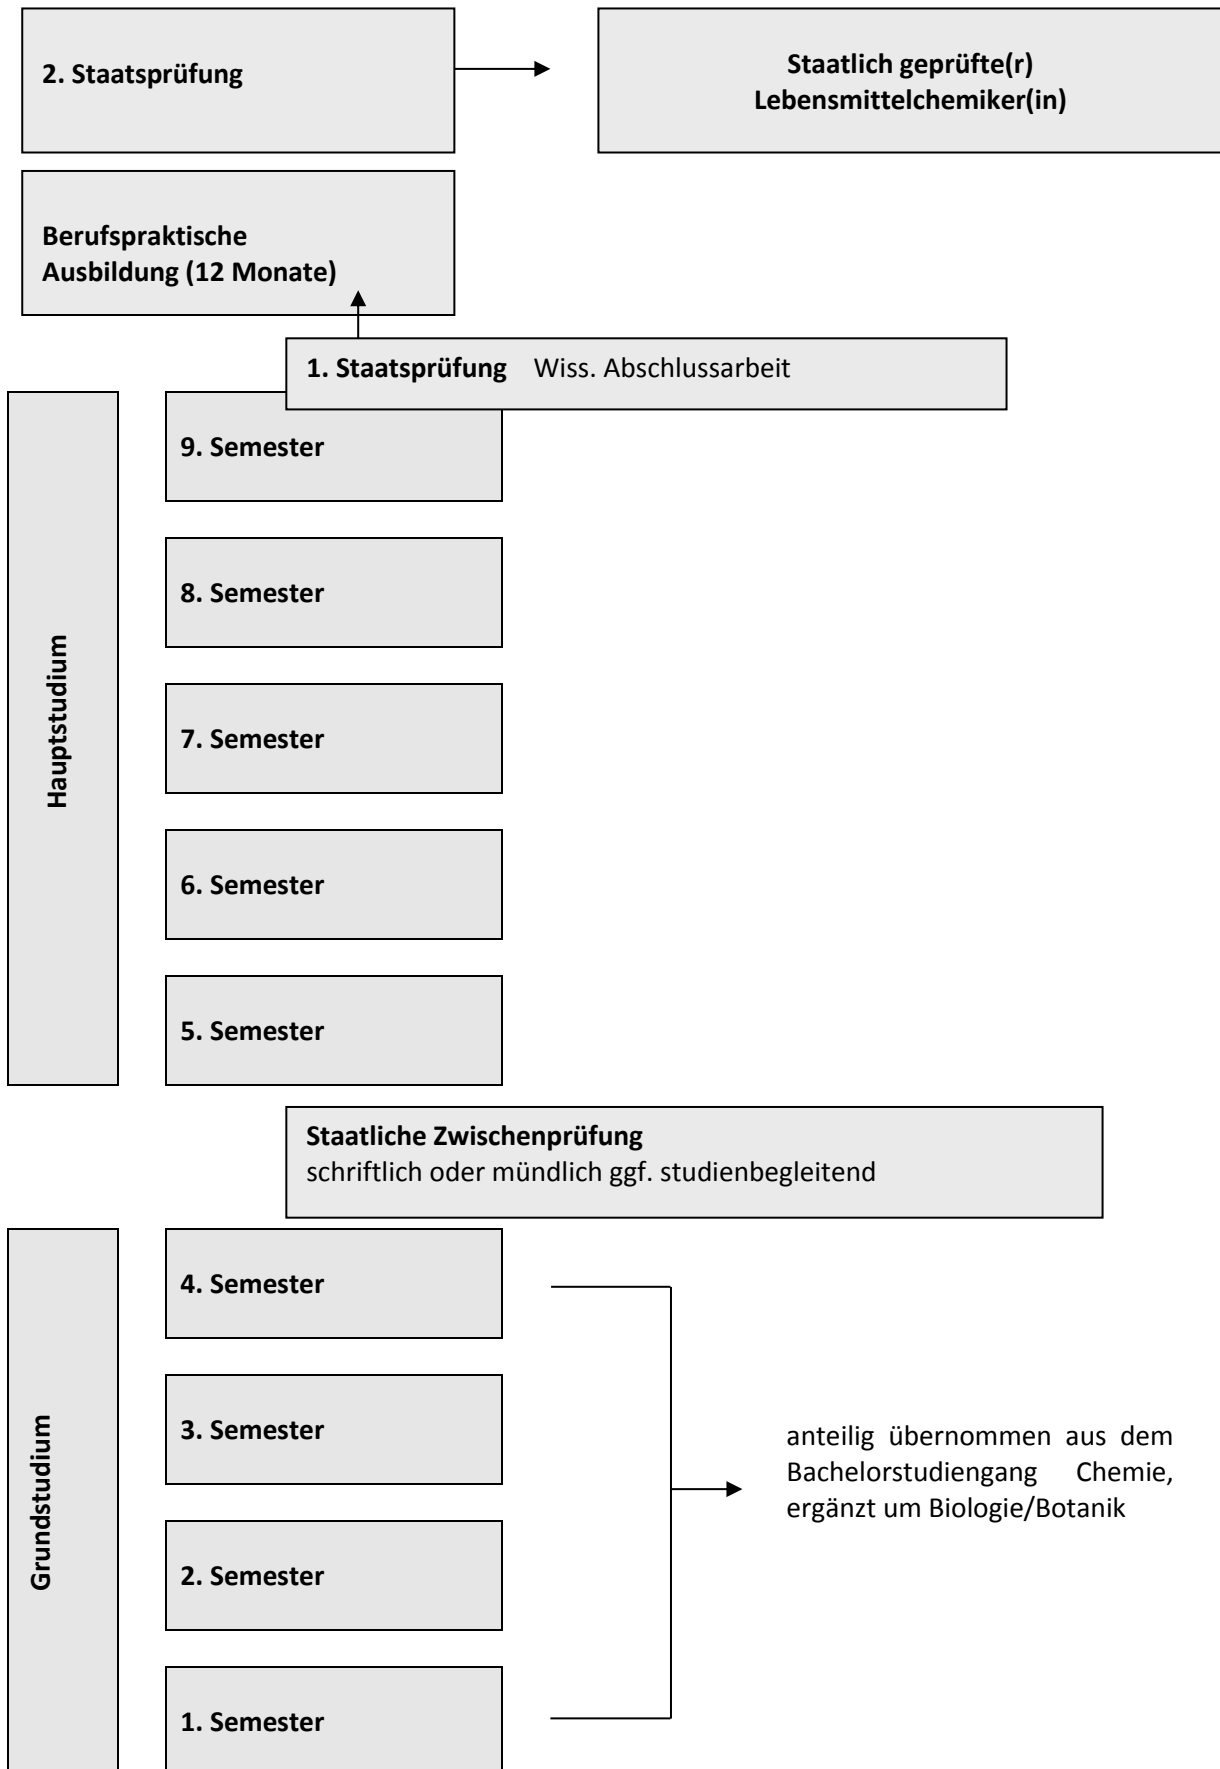 2. Staatsprüfung
Staatlich geprüfte(r)
Lebensmittelchemiker(in)
Berufspraktische
Ausbildung (12 Monate)
1. Staatsprüfung Wiss. Abschlussarbeit
Hauptstudium
9. Semester
8. Semester
7. Semester
6. Semester
5. Semester
Staatliche Zwischenprüfung
schriftlich oder mündlich ggf. studienbegleitend
Grundstudium
4. Semester
3. Semester
2. Semester
1. Semester
anteilig übernommen aus dem
Bachelorstudiengang Chemie,
ergänzt um Biologie/Botanik